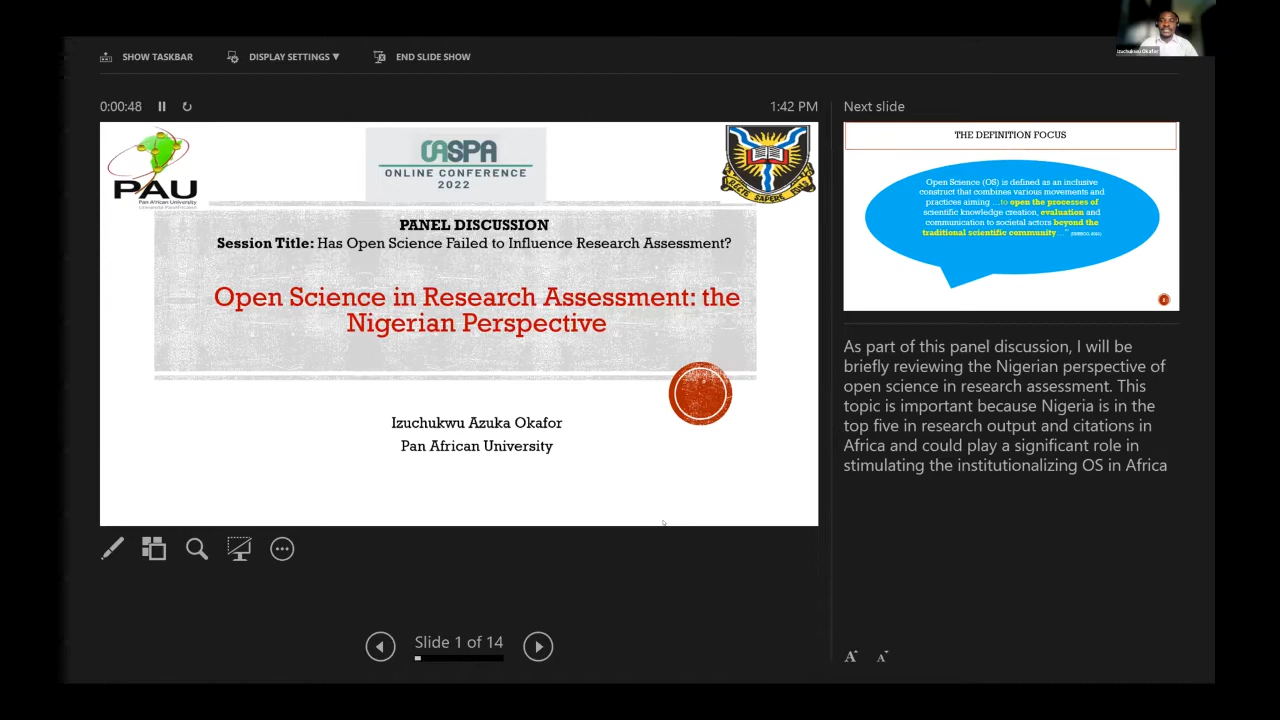 Izuchukwu Okafor
SHOW TASKBAR
DISPLAY SETTINGS ▼
END SLIDE SHOW
0:00:48
1:42 PM
PAU
Pan African University
OASPA
ONLINE CONFERENCE
2022
RECTE SAPERE FONS
PANEL DISCUSSION
Session Title: Has Open Science Failed to Influence Research Assessment?
Open Science in Research Assessment: the
Nigerian Perspective
Izuchukwu Azuka Okafor
Pan African University
Slide 1 of 14
Next slide
THE DEFINITION FOCUS
Open Science (OS) is defined as an inclusive
construct that combines various movements and
practices aiming …to open the processes of
scientific knowledge creation, evaluation and
communication to societal actors beyond the
traditional scientific community…”
As part of this panel discussion, I will be
briefly reviewing the Nigerian perspective of
open science in research assessment. This
topic is important because Nigeria is in the
top five in research output and citations in
Africa and could play a significant role in
stimulating the institutionalizing OS in Africa
A A